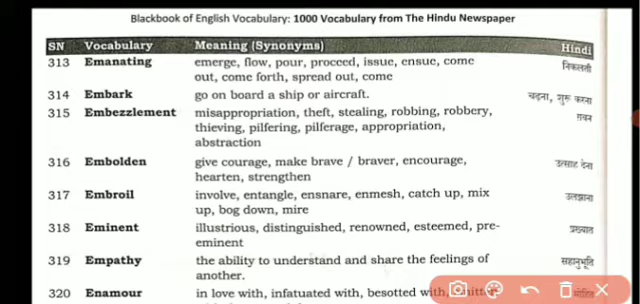 Blackbook of English Vocabulary: 1000 Vocabulary from The Hindu Newspaper
SN Vocabulary Meaning (Synonyms) Hindi
313 Emanating emerge, flow, pour, proceed, issue, ensue, come निकलती
out, come forth, spread out, come
314 Embark go on board a ship or aircraft. चढ़ना, शुरू करना
315 Embezzlement misappropriation, theft, stealing, robbing, robbery, ग़बन
thieving, pilfering, pilferage, appropriation,
abstraction
316 Embolden give courage, make brave / braver, encourage, उत्साह देना
hearten, strengthen
317 Embroil involve, entangle, ensnare, enmesh, catch up, mix उलझाना
up, bog down, mire
318 Eminent illustrious, distinguished, renowned, esteemed, pre- प्रख्यात
eminent
319 Empathy the ability to understand and share the feelings of सहानुभूति
another.
320 Enamour in love with, infatuated with, besotted with,